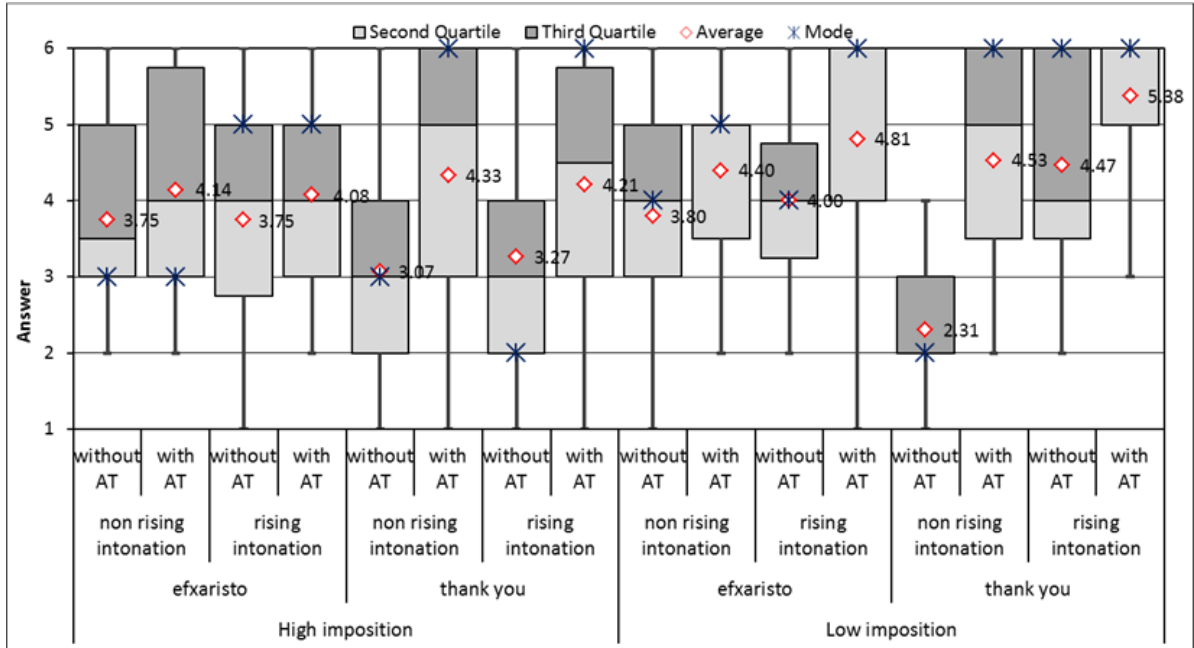 Second Quartile Third Quartile Average Mode
6
5
4
3
2
1
Answer
3.75
4.14
3.75
4.08
3.07
4.33
3.27
4.21
3.80
4.40
4.00
4.81
2.31
4.53
4.47
5.38
without with without with without with without with without with without with without with without with
AT AT AT AT AT AT AT AT AT AT AT AT AT AT AT AT
non rising rising non rising rising non rising rising non rising rising
intonation intonation intonation intonation intonation intonation intonation intonation
efxaristo thank you efxaristo thank you
High imposition Low imposition